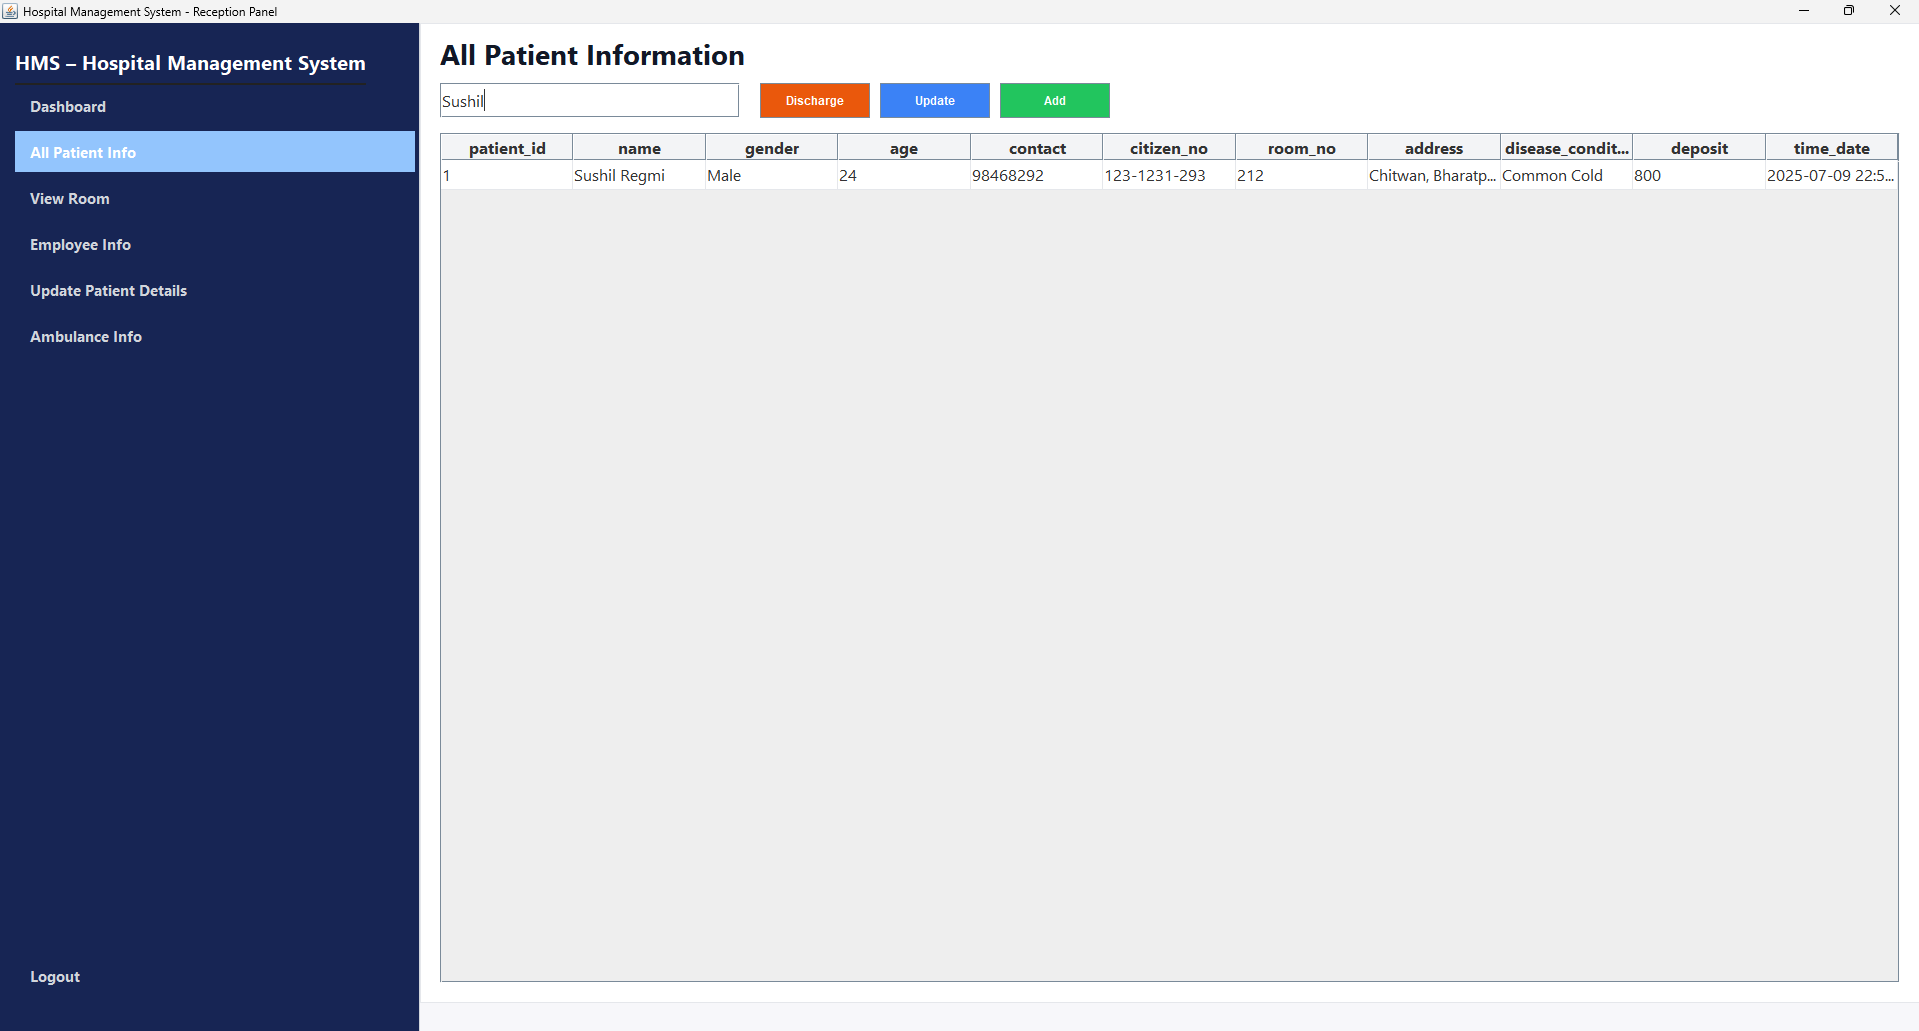 Hospital Management System - Reception Panel
HMS – Hospital Management System
Dashboard
All Patient Info
View Room
Employee Info
Update Patient Details
Ambulance Info
Logout
All Patient Information
Sushil
Discharge Update Add
patient_id name gender age contact citizen_no room_no address disease_condit... deposit time_date
1 Sushil Regmi Male 24 98468292 123-1231-293 212 Chitwan, Bharatp... Common Cold 800 2025-07-09 22:5...